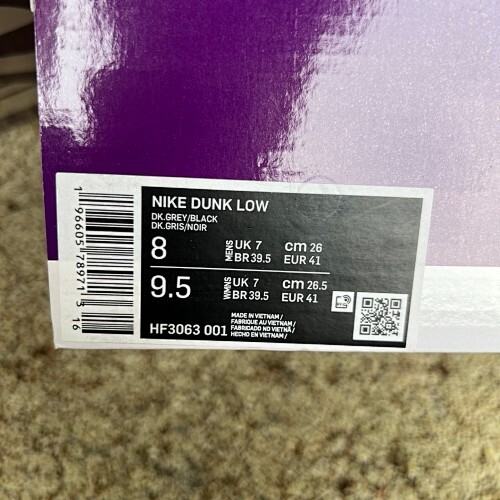 NIKE DUNK LOW
DK.GREY/BLACK
DK.GRIS/NOIR
8 MENS UK 7 cm 26
BR 39.5 EUR 41
9.5 WMNS UK 7 cm 26.5
BR 39.5 EUR 41
HF3063 001
MADE IN VIETNAM /
FABRIQUE AU VIETNAM /
FABRICADO NO VIETNÃ /
HECHO EN VIETNAM /
1 96605 78971 3
16